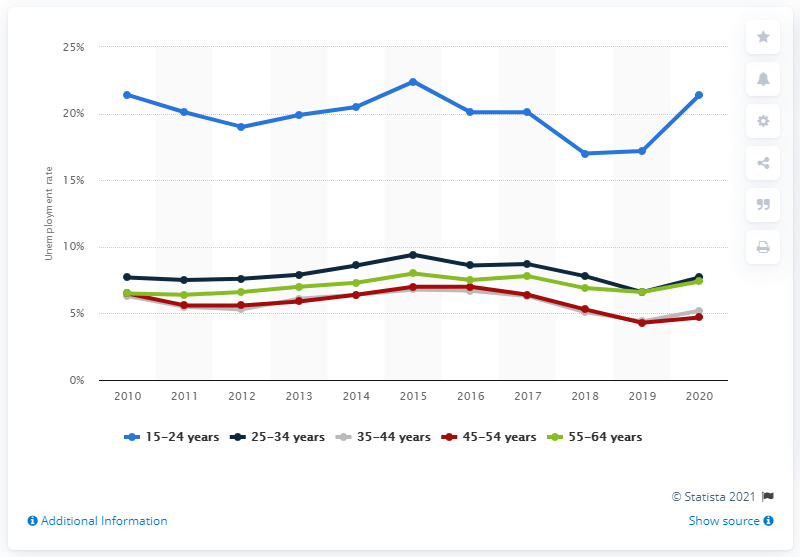 25%
20%
15%
10%
5%
0%
Unemployment rate
2010 2011 2012 2013 2014 2015 2016 2017 2018 2019 2020
15-24 years 25-34 years 35-44 years 45-54 years 55-64 years
© Statista 2021
Additional Information Show source